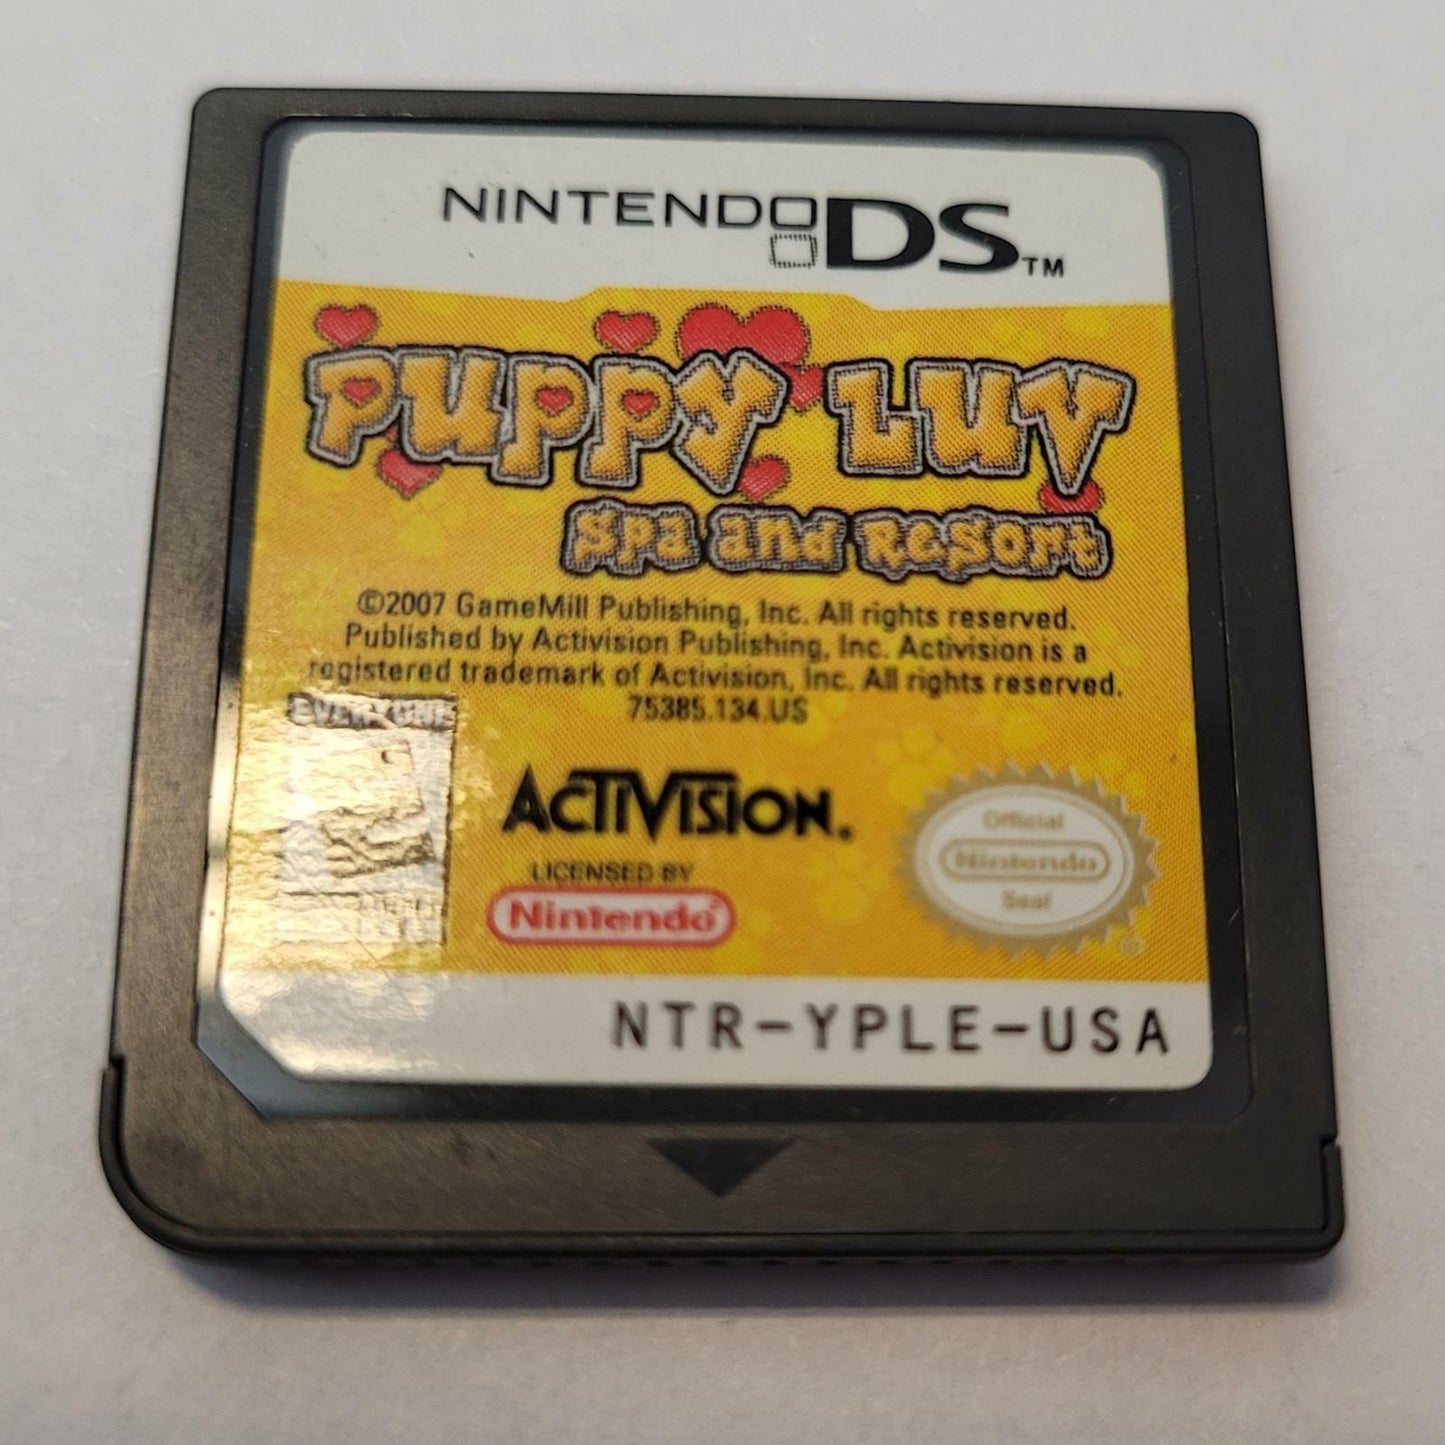 NINTENDO DS™
PUPPY LUV
Spa and Resort
©2007 GameMill Publishing, Inc. All rights reserved.
Published by Activision Publishing, Inc. Activision is a
registered trademark of Activision, Inc. All rights reserved.
75385.134.US
EVERYONE
ACTIVISION®
LICENSED BY
Nintendo®
Official
Nintendo
Seal
®
NTR-YPLE-USA